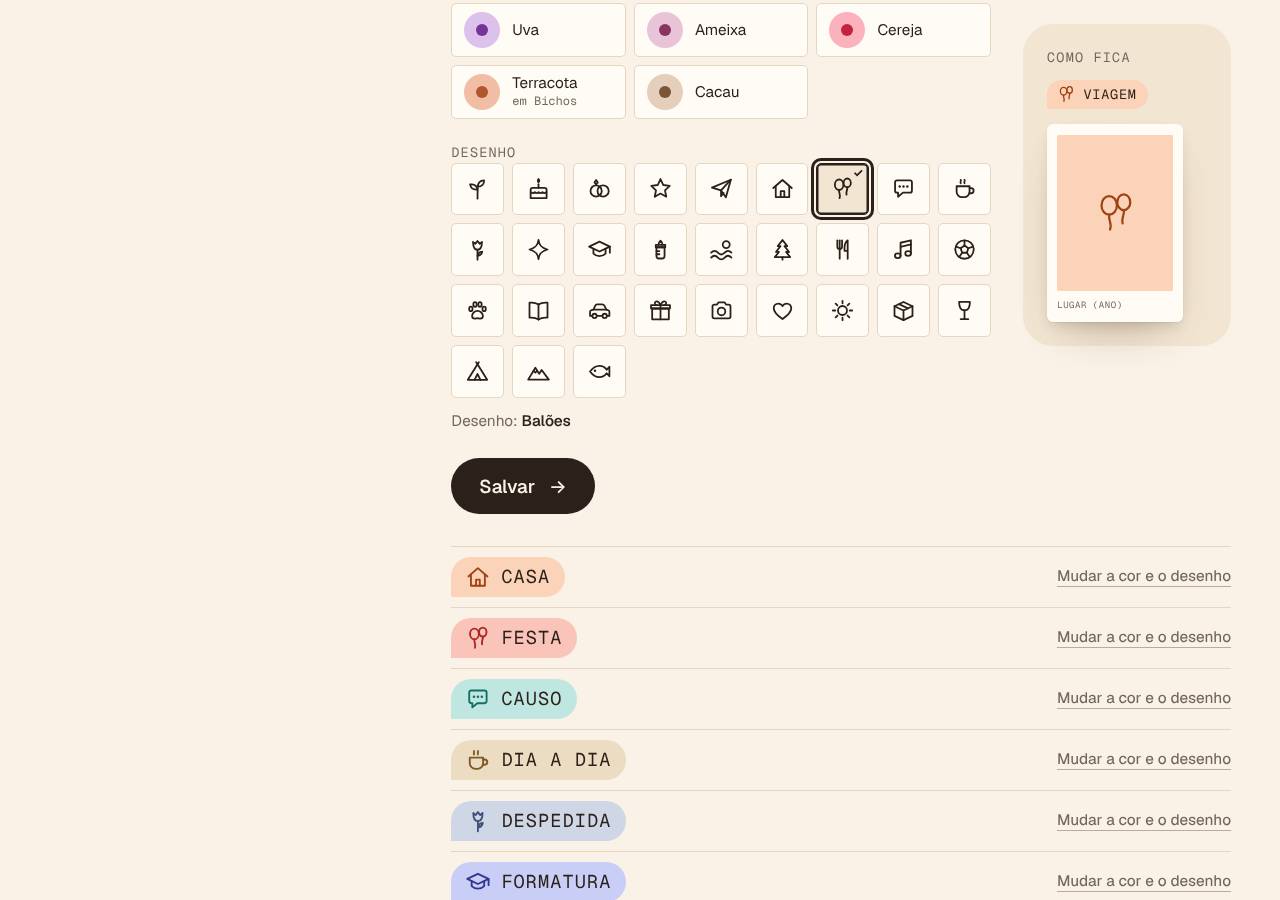 Uva
Ameixa
Cereja
Terracota
em Bichos
Cacau
COMO FICA
VIAGEM
LUGAR (ANO)
DESENHO
Desenho: Balões
Salvar →
CASA
Mudar a cor e o desenho
FESTA
Mudar a cor e o desenho
CAUSO
Mudar a cor e o desenho
DIA A DIA
Mudar a cor e o desenho
DESPEDIDA
Mudar a cor e o desenho
FORMATURA
Mudar a cor e o desenho